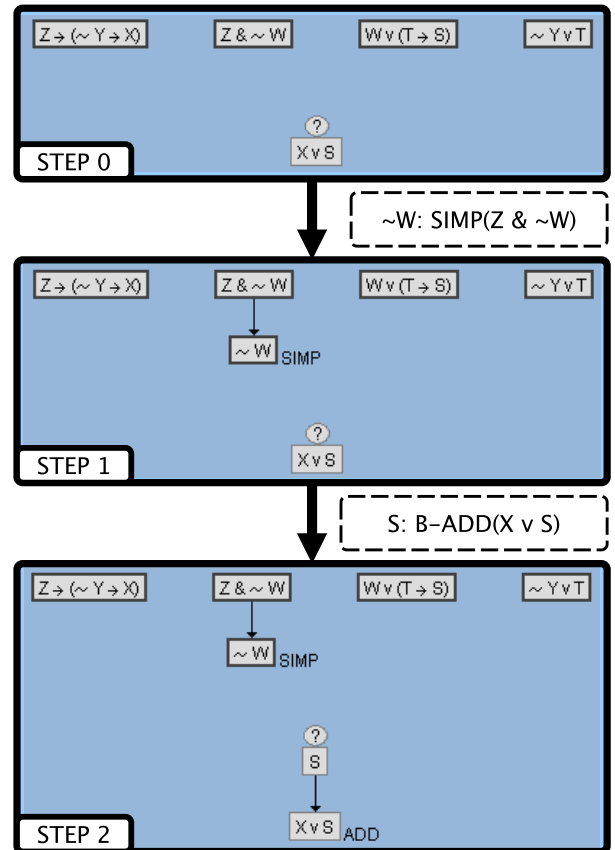 Z → (~ Y → X) Z & ~ W W v (T → S) ~ Y v T
?
X v S
STEP 0
~W: SIMP(Z & ~W)
Z → (~ Y → X) Z & ~ W W v (T → S) ~ Y v T
~ W SIMP
?
X v S
STEP 1
S: B-ADD(X v S)
Z → (~ Y → X) Z & ~ W W v (T → S) ~ Y v T
~ W SIMP
?
S
X v S ADD
STEP 2